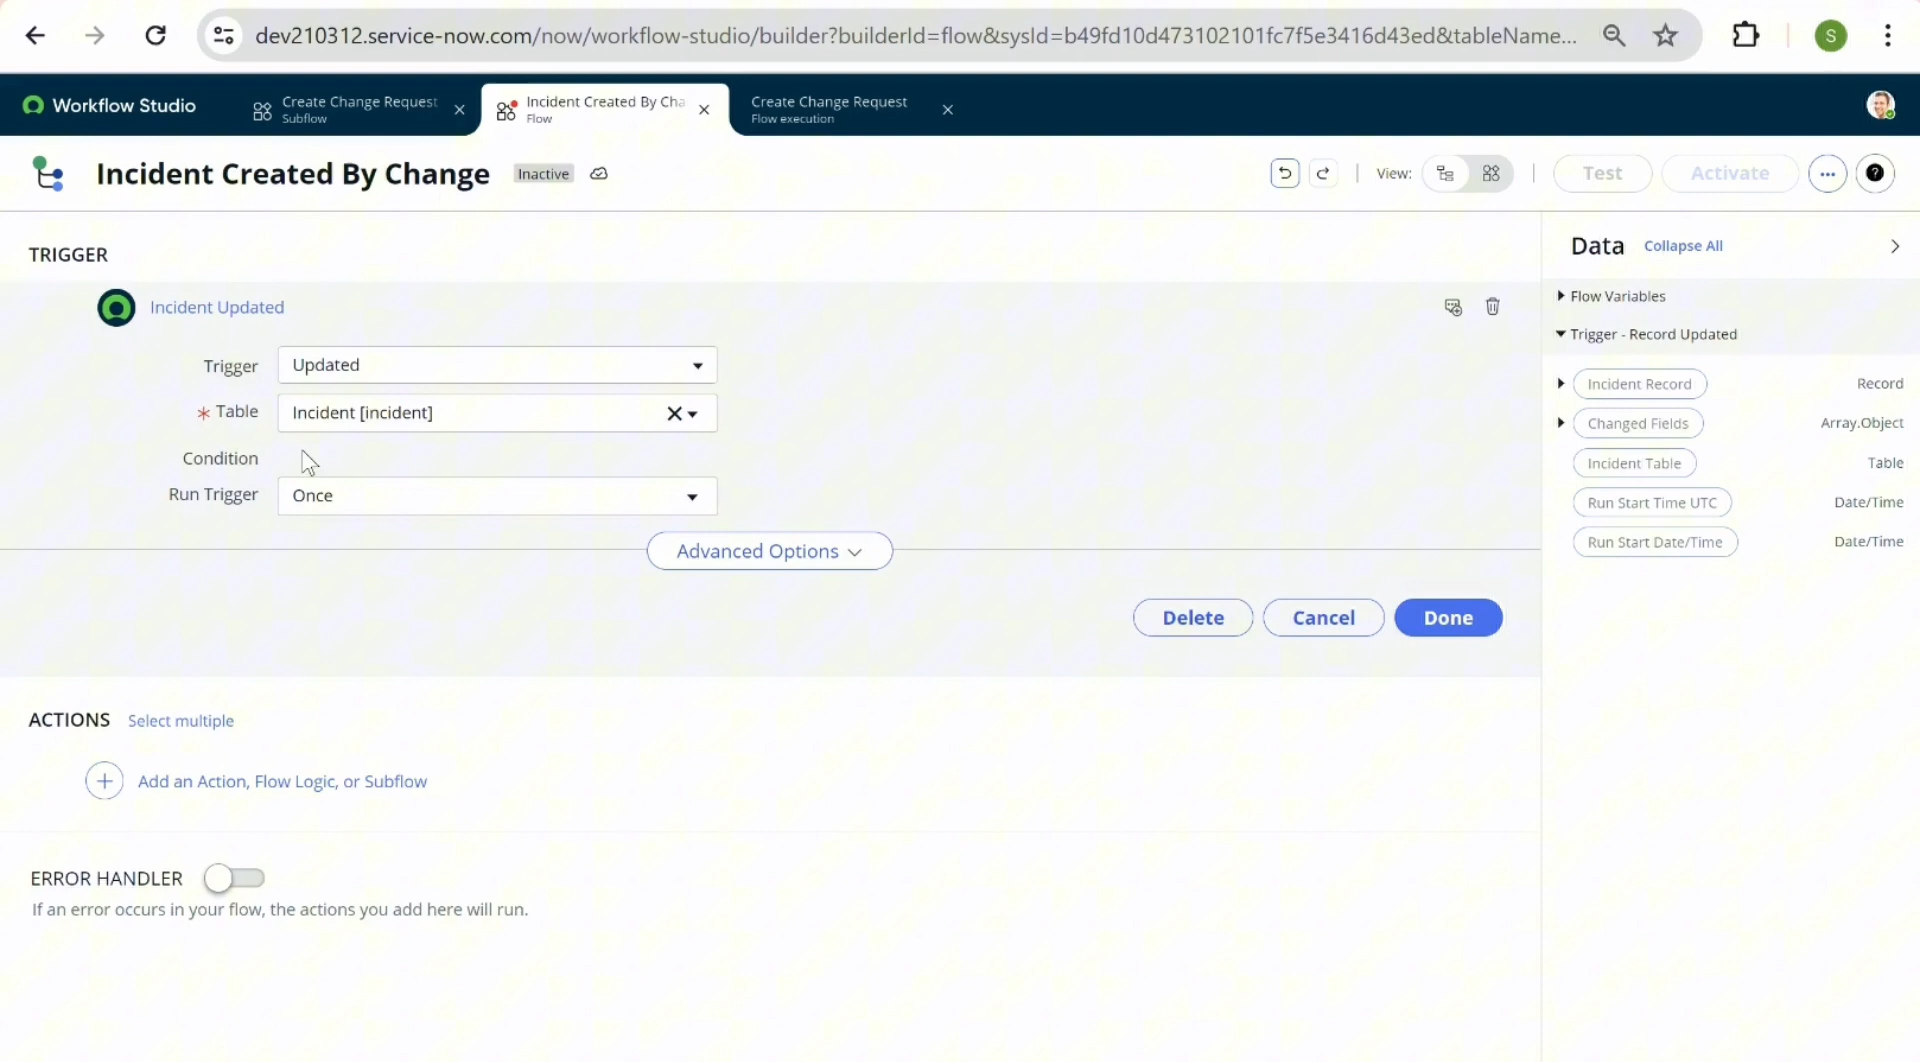 dev210312.service-now.com/now/workflow-studio/builder?builderId=flow&sysId=b49fd10d473102101fc7f5e3416d43ed&tableName...
S
Workflow Studio
Create Change Request
Subflow
Incident Created By Cha
Flow
Create Change Request
Flow execution
Incident Created By Change
Inactive
View:
Test
Activate
TRIGGER
Incident Updated
Trigger
Updated
* Table
Incident [incident]
Condition
Run Trigger
Once
Advanced Options
Delete
Cancel
Done
ACTIONS
Select multiple
Add an Action, Flow Logic, or Subflow
ERROR HANDLER
If an error occurs in your flow, the actions you add here will run.
Data
Collapse All
Flow Variables
Trigger - Record Updated
Incident Record
Record
Changed Fields
Array.Object
Incident Table
Table
Run Start Time UTC
Date/Time
Run Start Date/Time
Date/Time